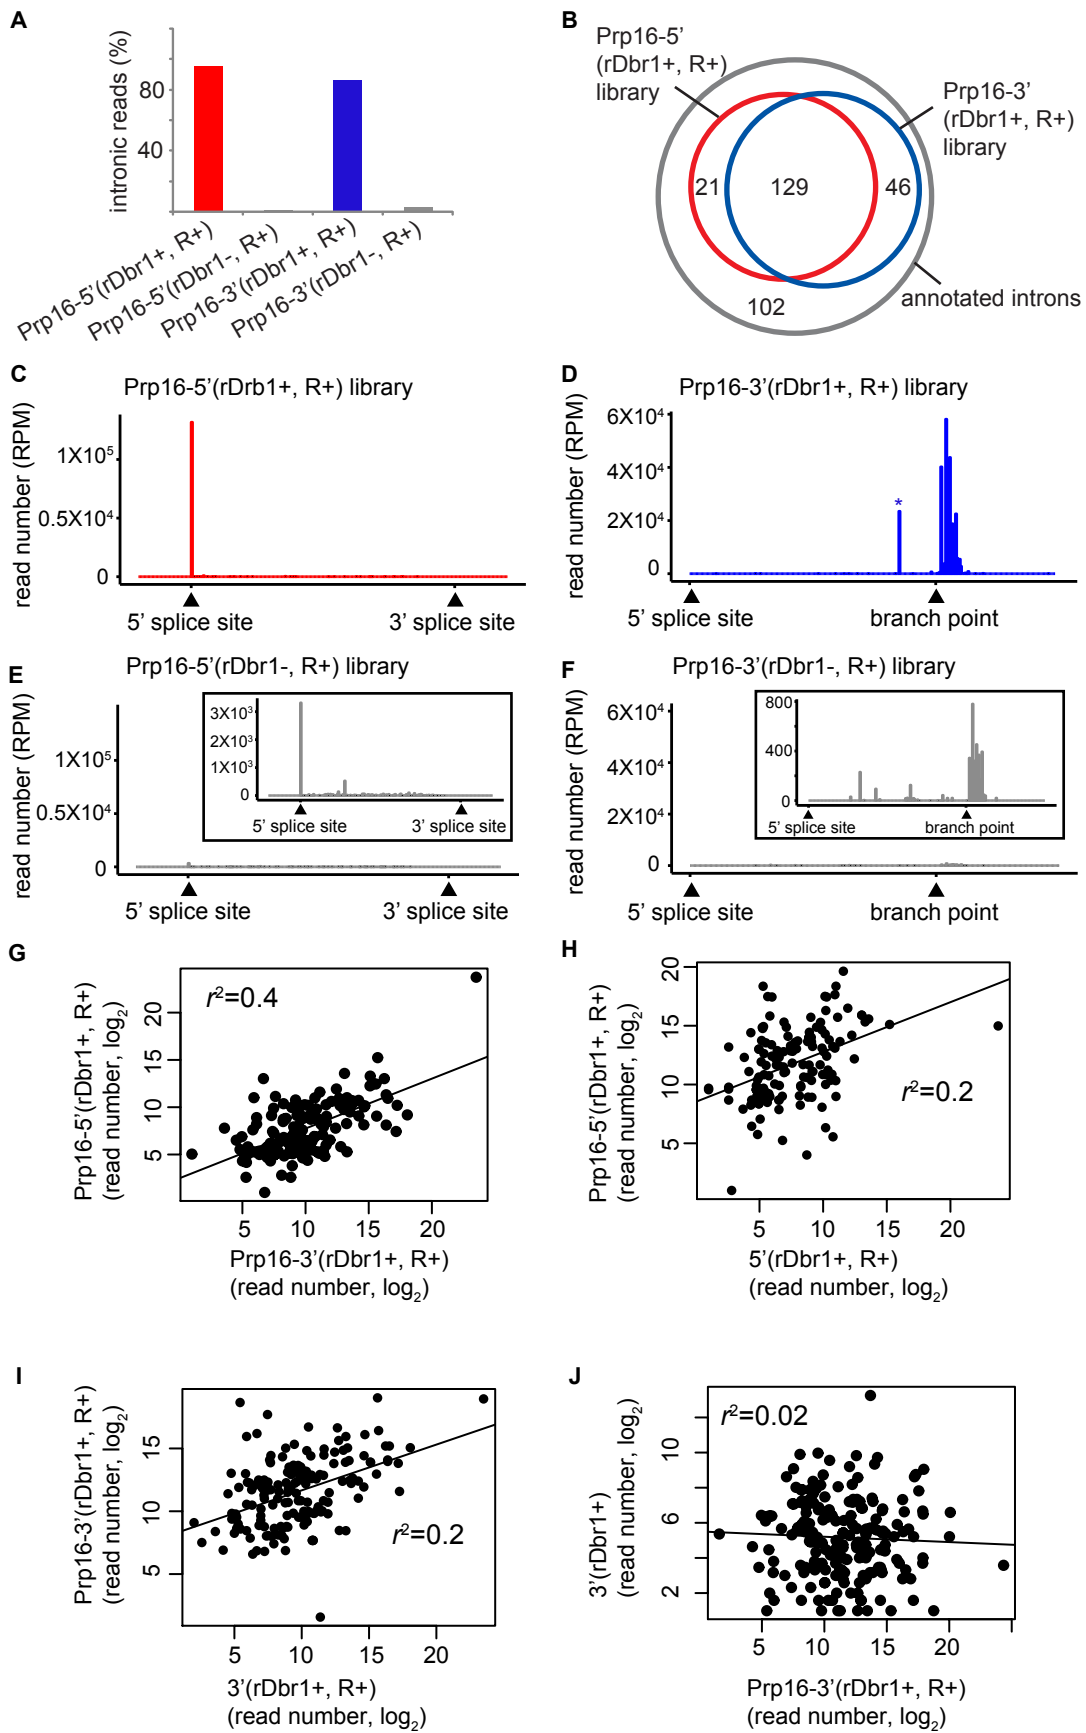 A
intronic reads (%)
80
40
Prp16-5'(rDbr1+, R+)
Prp16-5'(rDbr1-, R+)
Prp16-3'(rDbr1+, R+)
Prp16-3'(rDbr1-, R+)
B
Prp16-5'
(rDbr1+, R+)
library
Prp16-3'
(rDbr1+, R+)
library
21
129
46
102
annotated introns
C
Prp16-5'(rDrb1+, R+) library
read number (RPM)
1X10⁵
0.5X10⁴
0
5' splice site
3' splice site
D
Prp16-3'(rDbr1+, R+) library
read number (RPM)
6X10⁴
4X10⁴
2X10⁴
0
*
5' splice site
branch point
E
Prp16-5'(rDbr1-, R+) library
read number (RPM)
1X10⁵
0.5X10⁴
0
3X10³
2X10³
1X10³
0
5' splice site
3' splice site
5' splice site
3' splice site
F
Prp16-3'(rDbr1-, R+) library
read number (RPM)
6X10⁴
4X10⁴
2X10⁴
0
800
400
0
5' splice site
branch point
5' splice site
branch point
G
Prp16-5'(rDbr1+, R+)
(read number, log₂)
20
15
10
5
r²=0.4
5 10 15 20
Prp16-3'(rDbr1+, R+)
(read number, log₂)
H
Prp16-5'(rDbr1+, R+)
(read number, log₂)
20
15
10
5
r²=0.2
5 10 15 20
5'(rDbr1+, R+)
(read number, log₂)
I
Prp16-3'(rDbr1+, R+)
(read number, log₂)
15
10
5
r²=0.2
5 10 15 20
3'(rDbr1+, R+)
(read number, log₂)
J
3'(rDbr1+)
(read number, log₂)
10
6
2
r²=0.02
5 10 15 20
Prp16-3'(rDbr1+, R+)
(read number, log₂)